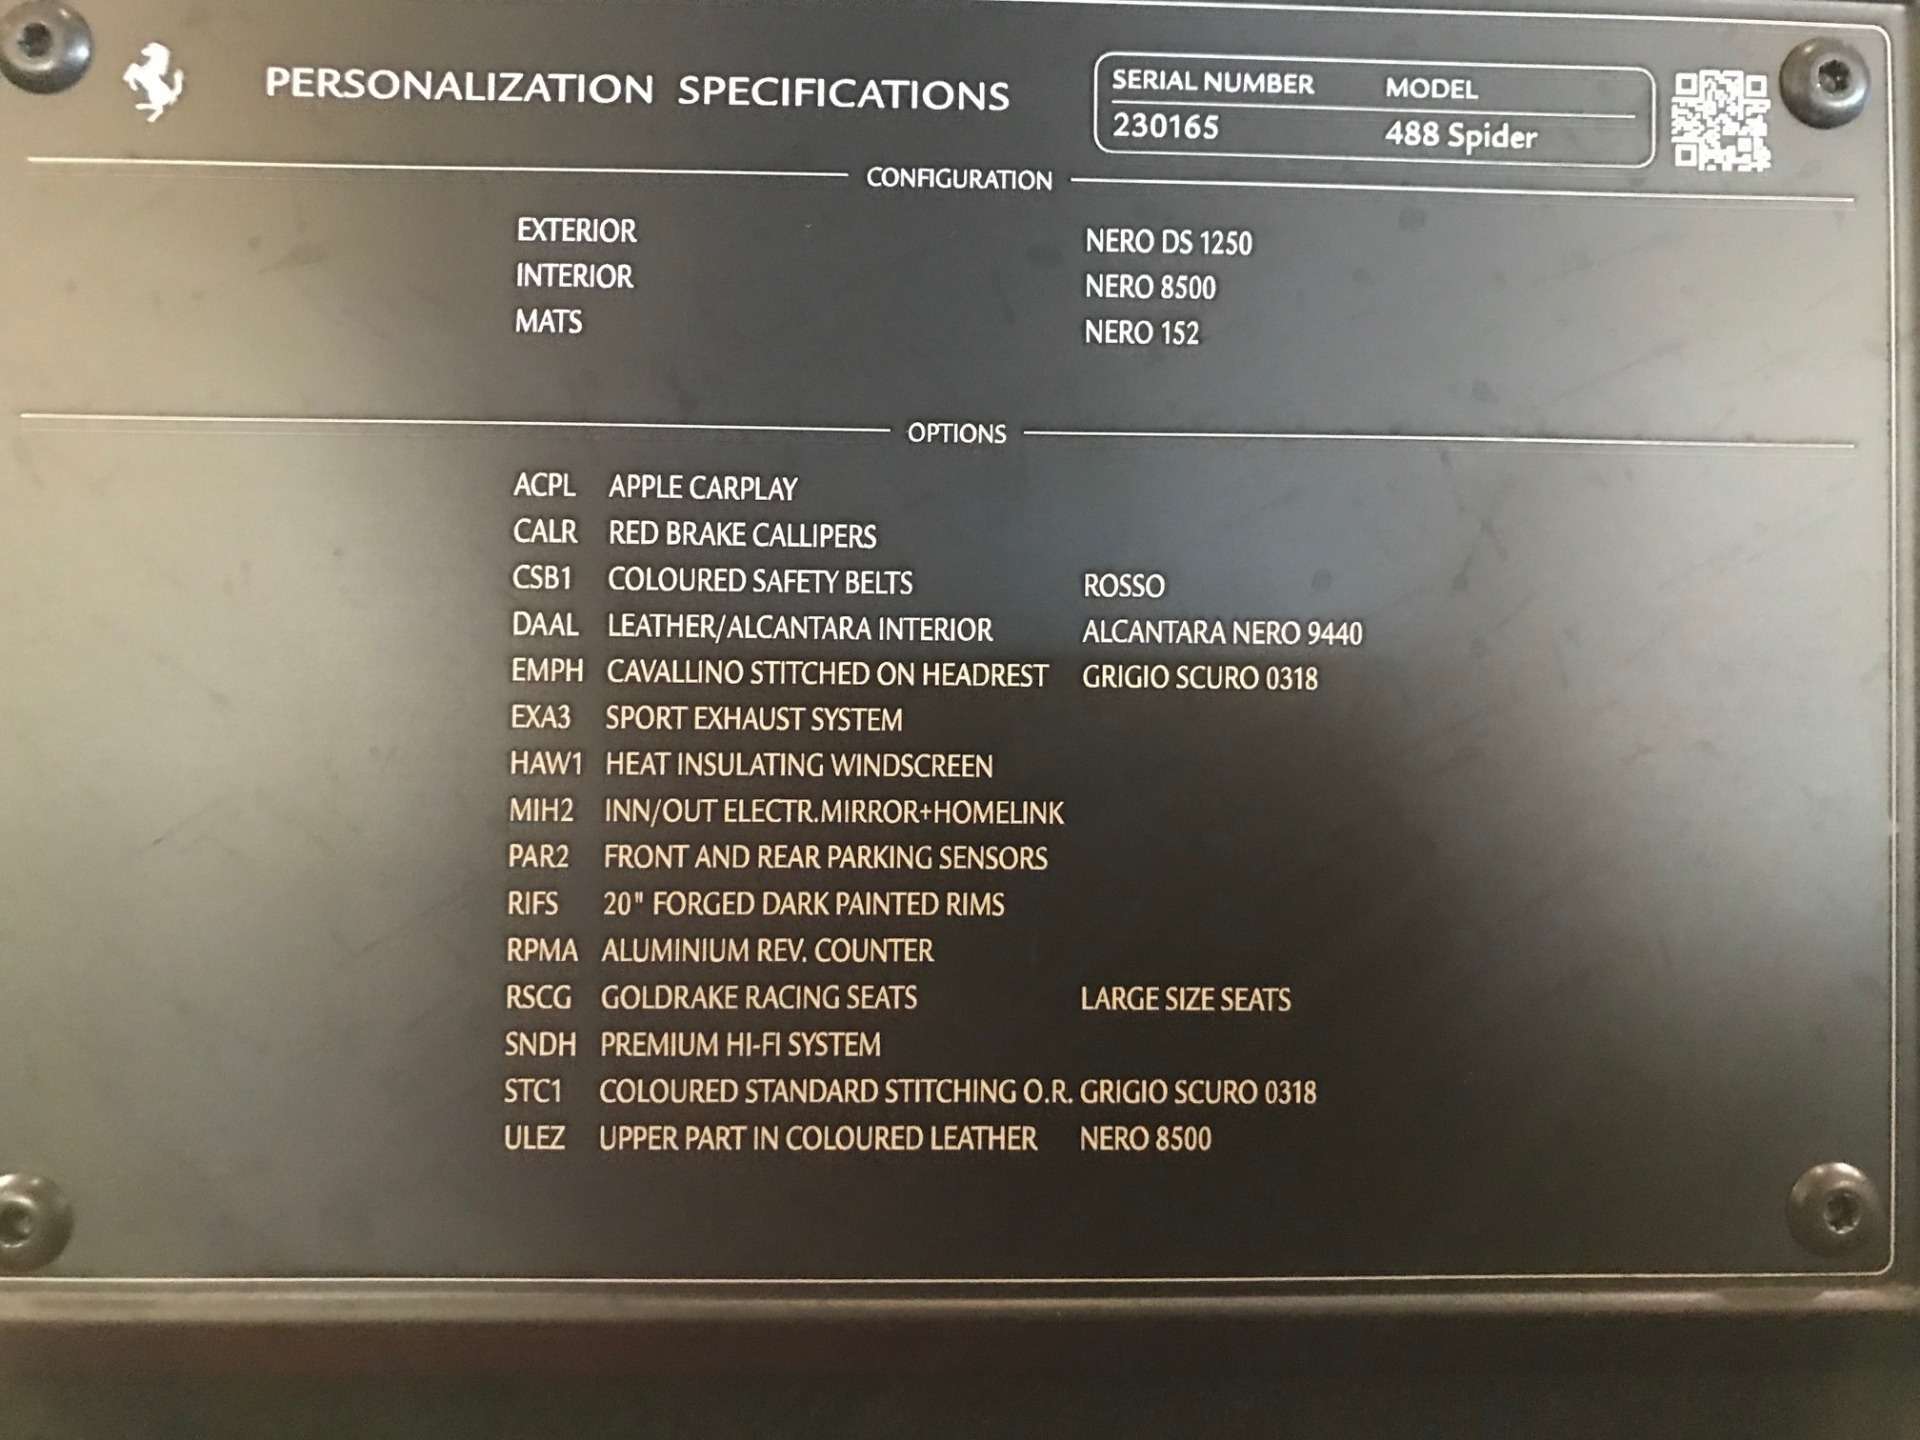 PERSONALIZATION SPECIFICATIONS
SERIAL NUMBER MODEL
230165 488 Spider
CONFIGURATION
EXTERIOR NERO DS 1250
INTERIOR NERO 8500
MATS NERO 152
OPTIONS
ACPL APPLE CARPLAY
CALR RED BRAKE CALLIPERS
CSB1 COLOURED SAFETY BELTS ROSSO
DAAL LEATHER/ALCANTARA INTERIOR ALCANTARA NERO 9440
EMPH CAVALLINO STITCHED ON HEADREST GRIGIO SCURO 0318
EXA3 SPORT EXHAUST SYSTEM
HAW1 HEAT INSULATING WINDSCREEN
MIH2 INN/OUT ELECTR.MIRROR+HOMELINK
PAR2 FRONT AND REAR PARKING SENSORS
RIFS 20" FORGED DARK PAINTED RIMS
RPMA ALUMINIUM REV. COUNTER
RSCG GOLDRAKE RACING SEATS LARGE SIZE SEATS
SNDH PREMIUM HI-FI SYSTEM
STC1 COLOURED STANDARD STITCHING O.R. GRIGIO SCURO 0318
ULEZ UPPER PART IN COLOURED LEATHER NERO 8500